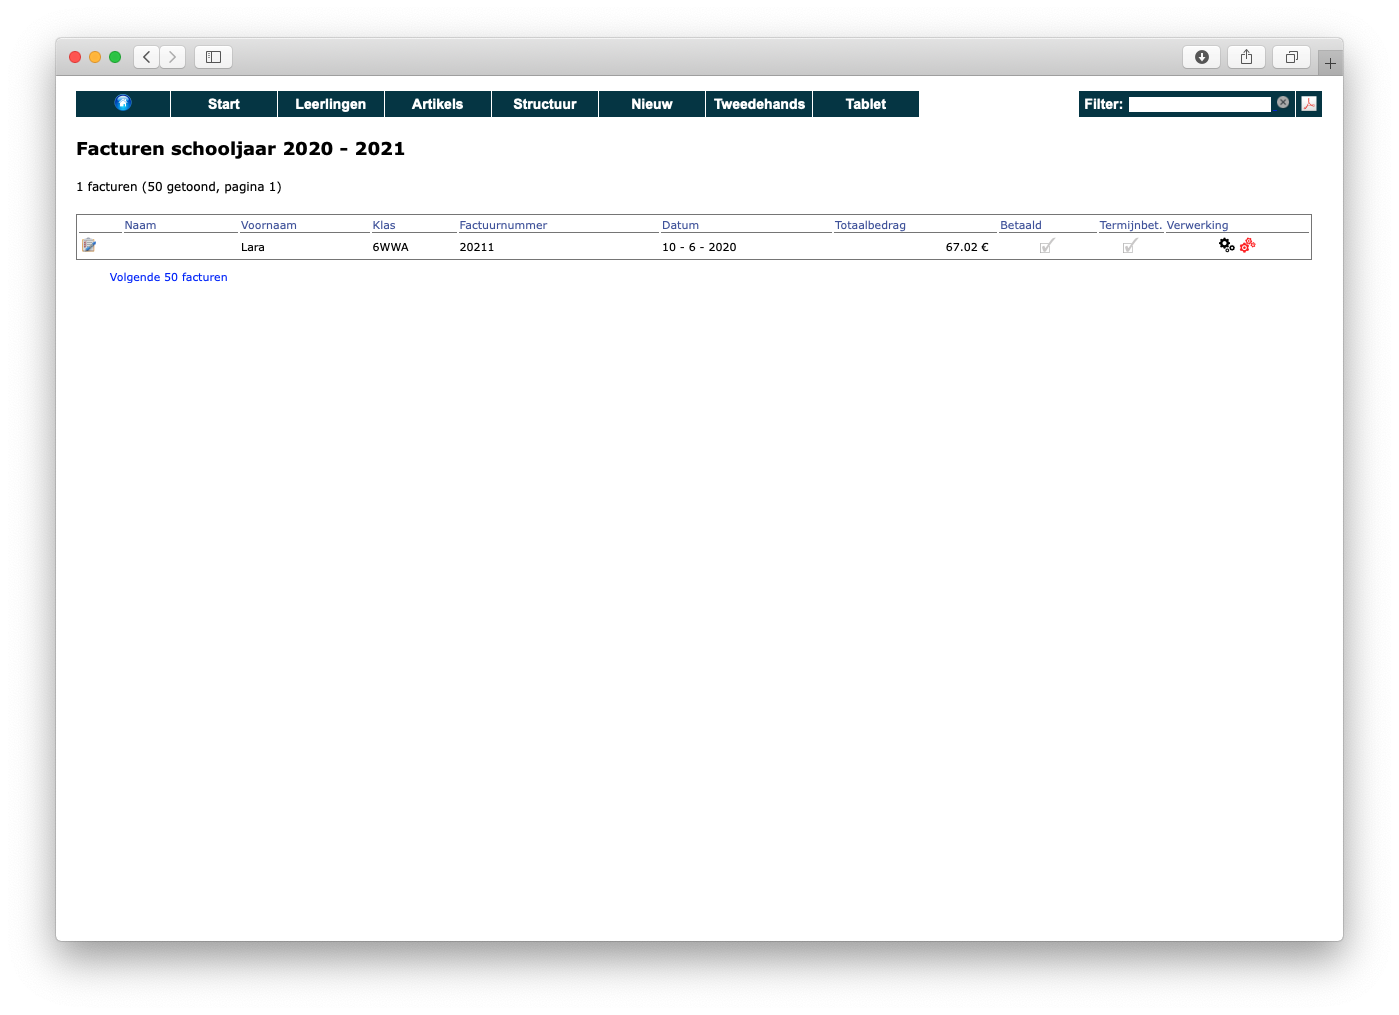 Start Leerlingen Artikels Structuur Nieuw Tweedehands Tablet Filter:
Facturen schooljaar 2020 - 2021
1 facturen (50 getoond, pagina 1)
Naam Voornaam Klas Factuurnummer Datum Totaalbedrag Betaald Termijnbet. Verwerking
Lara 6WWA 20211 10 - 6 - 2020 67.02 €
Volgende 50 facturen